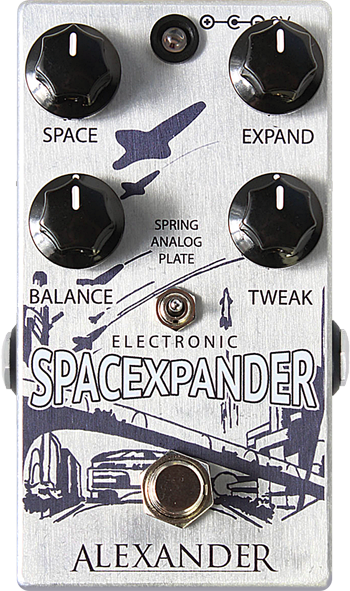 9V
SPACE
EXPAND
SPRING
ANALOG
PLATE
BALANCE
TWEAK
ELECTRONIC
SPACEXPANDER
ALEXANDER